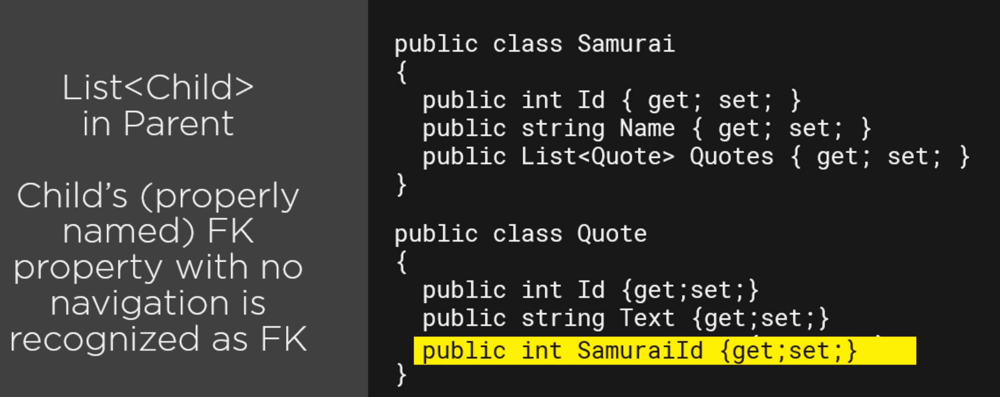 List<Child>
in Parent
Child’s (properly
named) FK
property with no
navigation is
recognized as FK
public class Samurai
{
public int Id { get; set; }
public string Name { get; set; }
public List<Quote> Quotes { get; set; }
}
public class Quote
{
public int Id {get;set;}
public string Text {get;set;}
public int SamuraiId {get;set;}
}